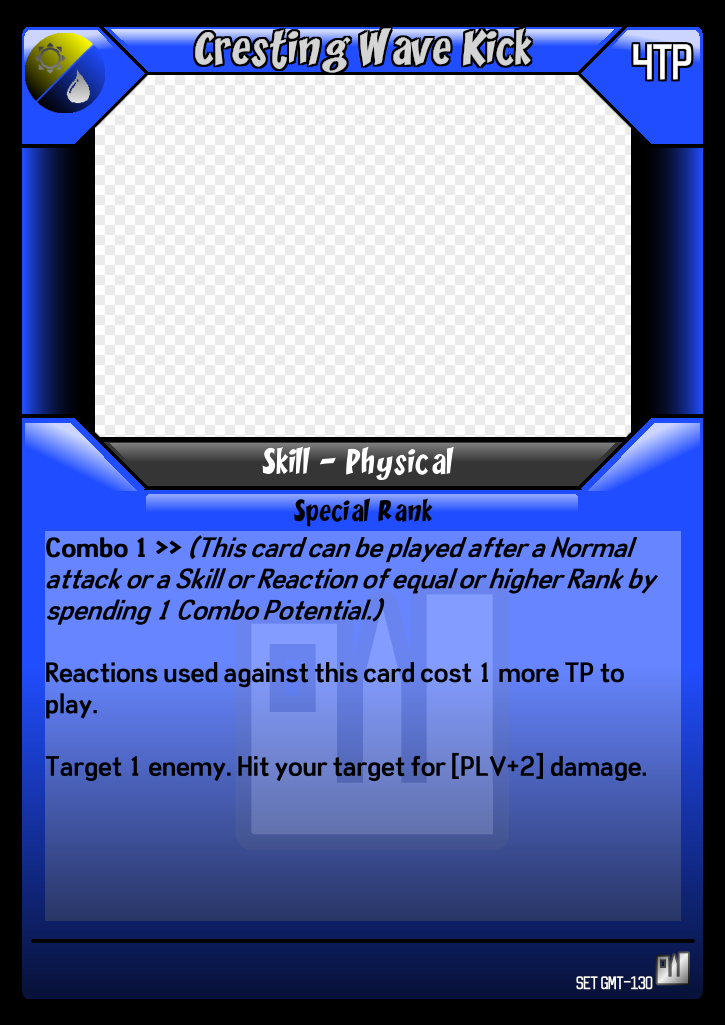 Cresting Wave Kick
4TP
Skill - Physical
Special Rank
Combo 1 >> (This card can be played after a Normal
attack or a Skill or Reaction of equal or higher Rank by
spending 1 Combo Potential.)
Reactions used against this card cost 1 more TP to
play.
Target 1 enemy. Hit your target for [PLV+2] damage.
SET GMT-130